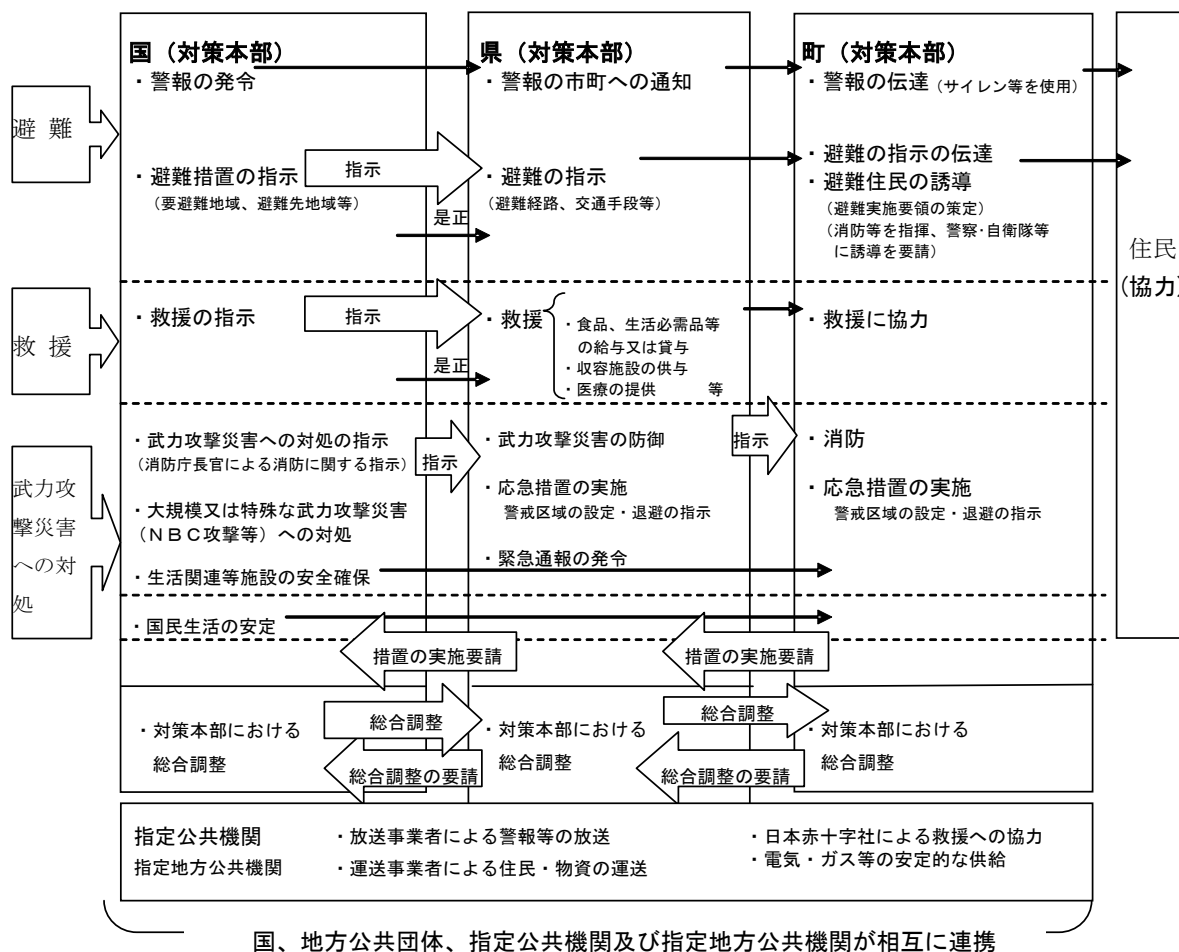 国（対策本部）
県（対策本部）
町（対策本部）
・警報の発令
・警報の市町への通知
・警報の伝達（サイレン等を使用）
避 難
・避難措置の指示
（要避難地域、避難先地域等）
指示
是正
・避難の指示
（避難経路、交通手段等）
・避難の指示の伝達
・避難住民の誘導
（避難実施要領の策定）
（消防等を指揮、警察･自衛隊等
に誘導を要請）
住民
（協力）
救 援
・救援の指示
指示
是正
・救援
・食品、生活必需品等
の給与又は貸与
・収容施設の供与
・医療の提供 等
・救援に協力
武力攻
撃災害
への対
処
・武力攻撃災害への対処の指示
（消防庁長官による消防に関する指示）
指示
・武力攻撃災害の防御
指示
・消防
・大規模又は特殊な武力攻撃災害
（ＮＢＣ攻撃等）への対処
・応急措置の実施
警戒区域の設定・退避の指示
・応急措置の実施
警戒区域の設定・退避の指示
・緊急通報の発令
・生活関連等施設の安全確保
・国民生活の安定
措置の実施要請
措置の実施要請
・対策本部における
総合調整
総合調整
総合調整の要請
・対策本部における
総合調整
総合調整
総合調整の要請
・対策本部における
総合調整
指定公共機関
指定地方公共機関
・放送事業者による警報等の放送
・運送事業者による住民・物資の運送
・日本赤十字社による救援への協力
・電気・ガス等の安定的な供給
国、地方公共団体、指定公共機関及び指定地方公共機関が相互に連携